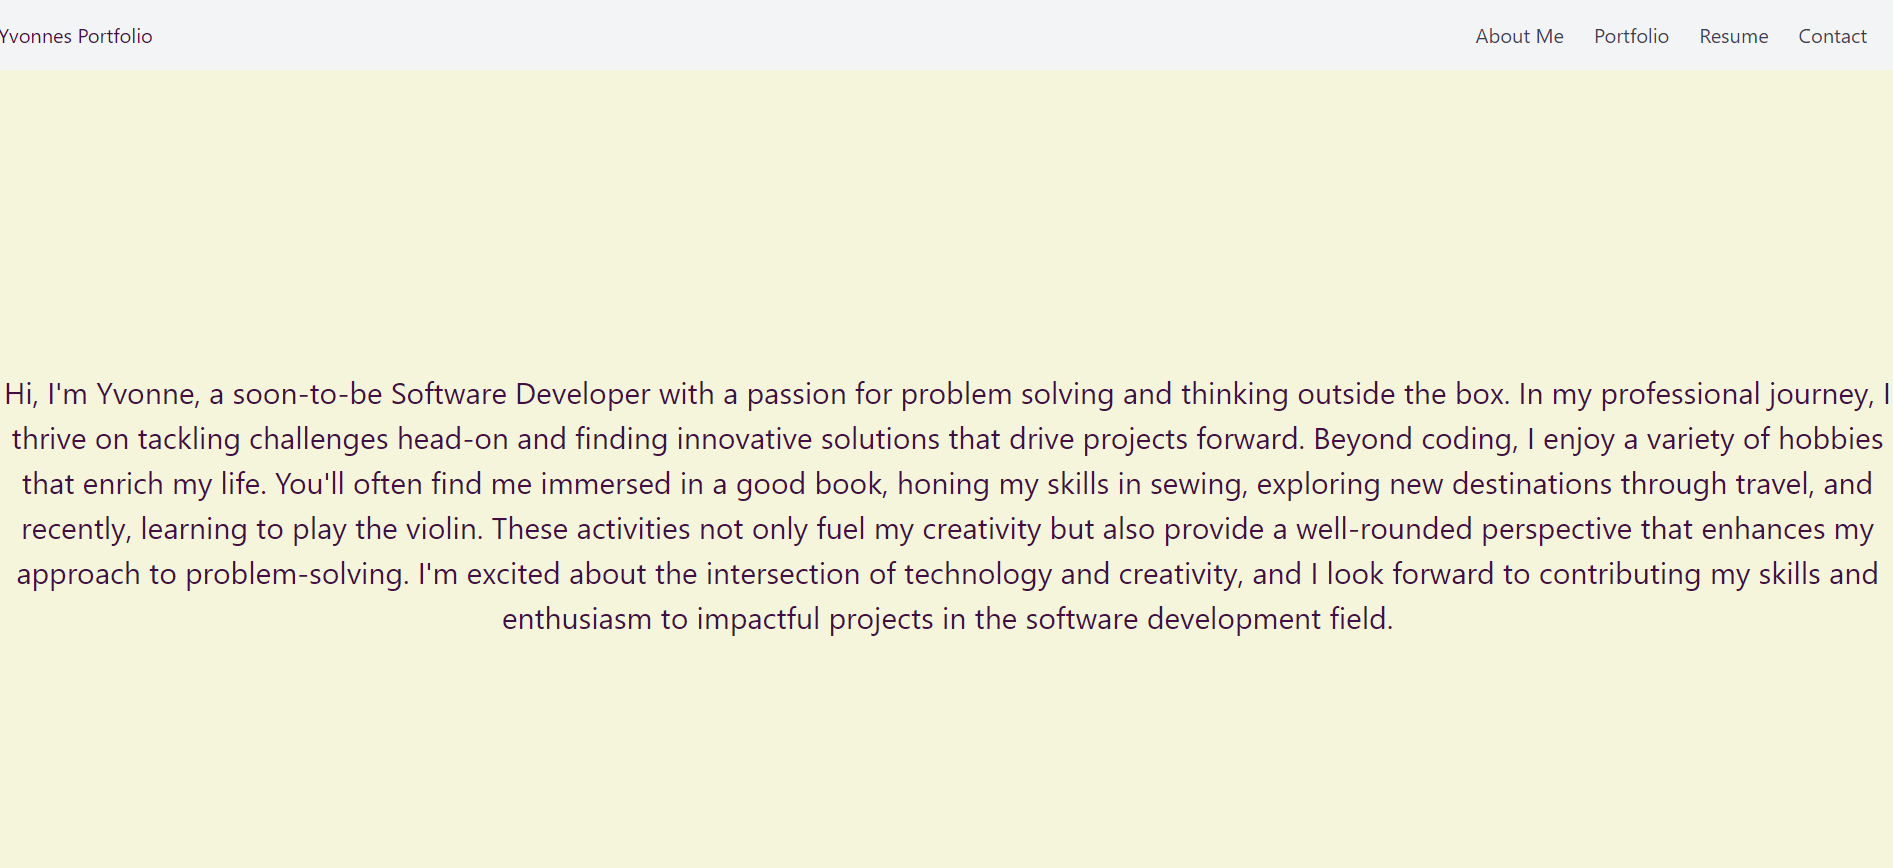 Yvonnes Portfolio
About Me
Portfolio
Resume
Contact
Hi, I'm Yvonne, a soon-to-be Software Developer with a passion for problem solving and thinking outside the box. In my professional journey, I
thrive on tackling challenges head-on and finding innovative solutions that drive projects forward. Beyond coding, I enjoy a variety of hobbies
that enrich my life. You'll often find me immersed in a good book, honing my skills in sewing, exploring new destinations through travel, and
recently, learning to play the violin. These activities not only fuel my creativity but also provide a well-rounded perspective that enhances my
approach to problem-solving. I'm excited about the intersection of technology and creativity, and I look forward to contributing my skills and
enthusiasm to impactful projects in the software development field.